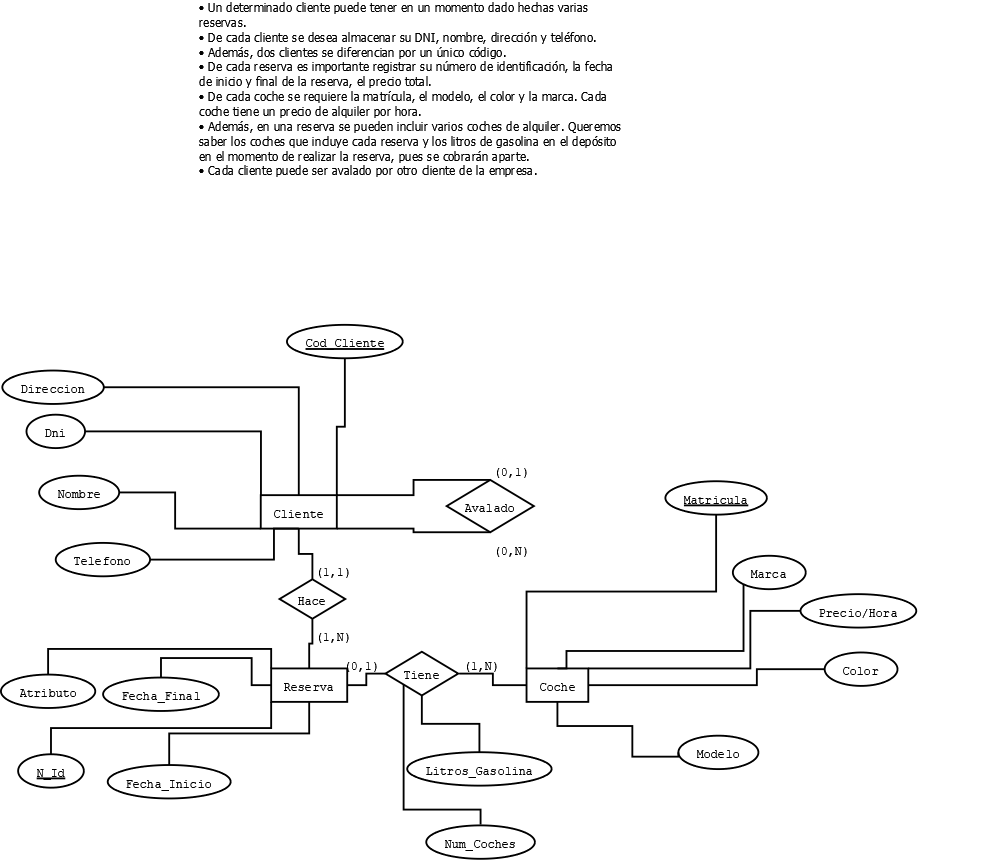 • Un determinado cliente puede tener en un momento dado hechas varias
reservas.
• De cada cliente se desea almacenar su DNI, nombre, dirección y teléfono.
• Además, dos clientes se diferencian por un único código.
• De cada reserva es importante registrar su número de identificación, la fecha
de inicio y final de la reserva, el precio total.
• De cada coche se requiere la matrícula, el modelo, el color y la marca. Cada
coche tiene un precio de alquiler por hora.
• Además, en una reserva se pueden incluir varios coches de alquiler. Queremos
saber los coches que incluye cada reserva y los litros de gasolina en el depósito
en el momento de realizar la reserva, pues se cobrarán aparte.
• Cada cliente puede ser avalado por otro cliente de la empresa.
Cod_Cliente
Direccion
Dni
(0,1)
Nombre
Matricula
Avalado
Cliente
(0,N)
Telefono
(1,1)
Marca
Hace
Precio/Hora
(1,N)
(0,1)
(1,N)
Color
Tiene
Atributo
Fecha_Final
Reserva
Coche
Modelo
N_Id
Litros_Gasolina
Fecha_Inicio
Num_Coches